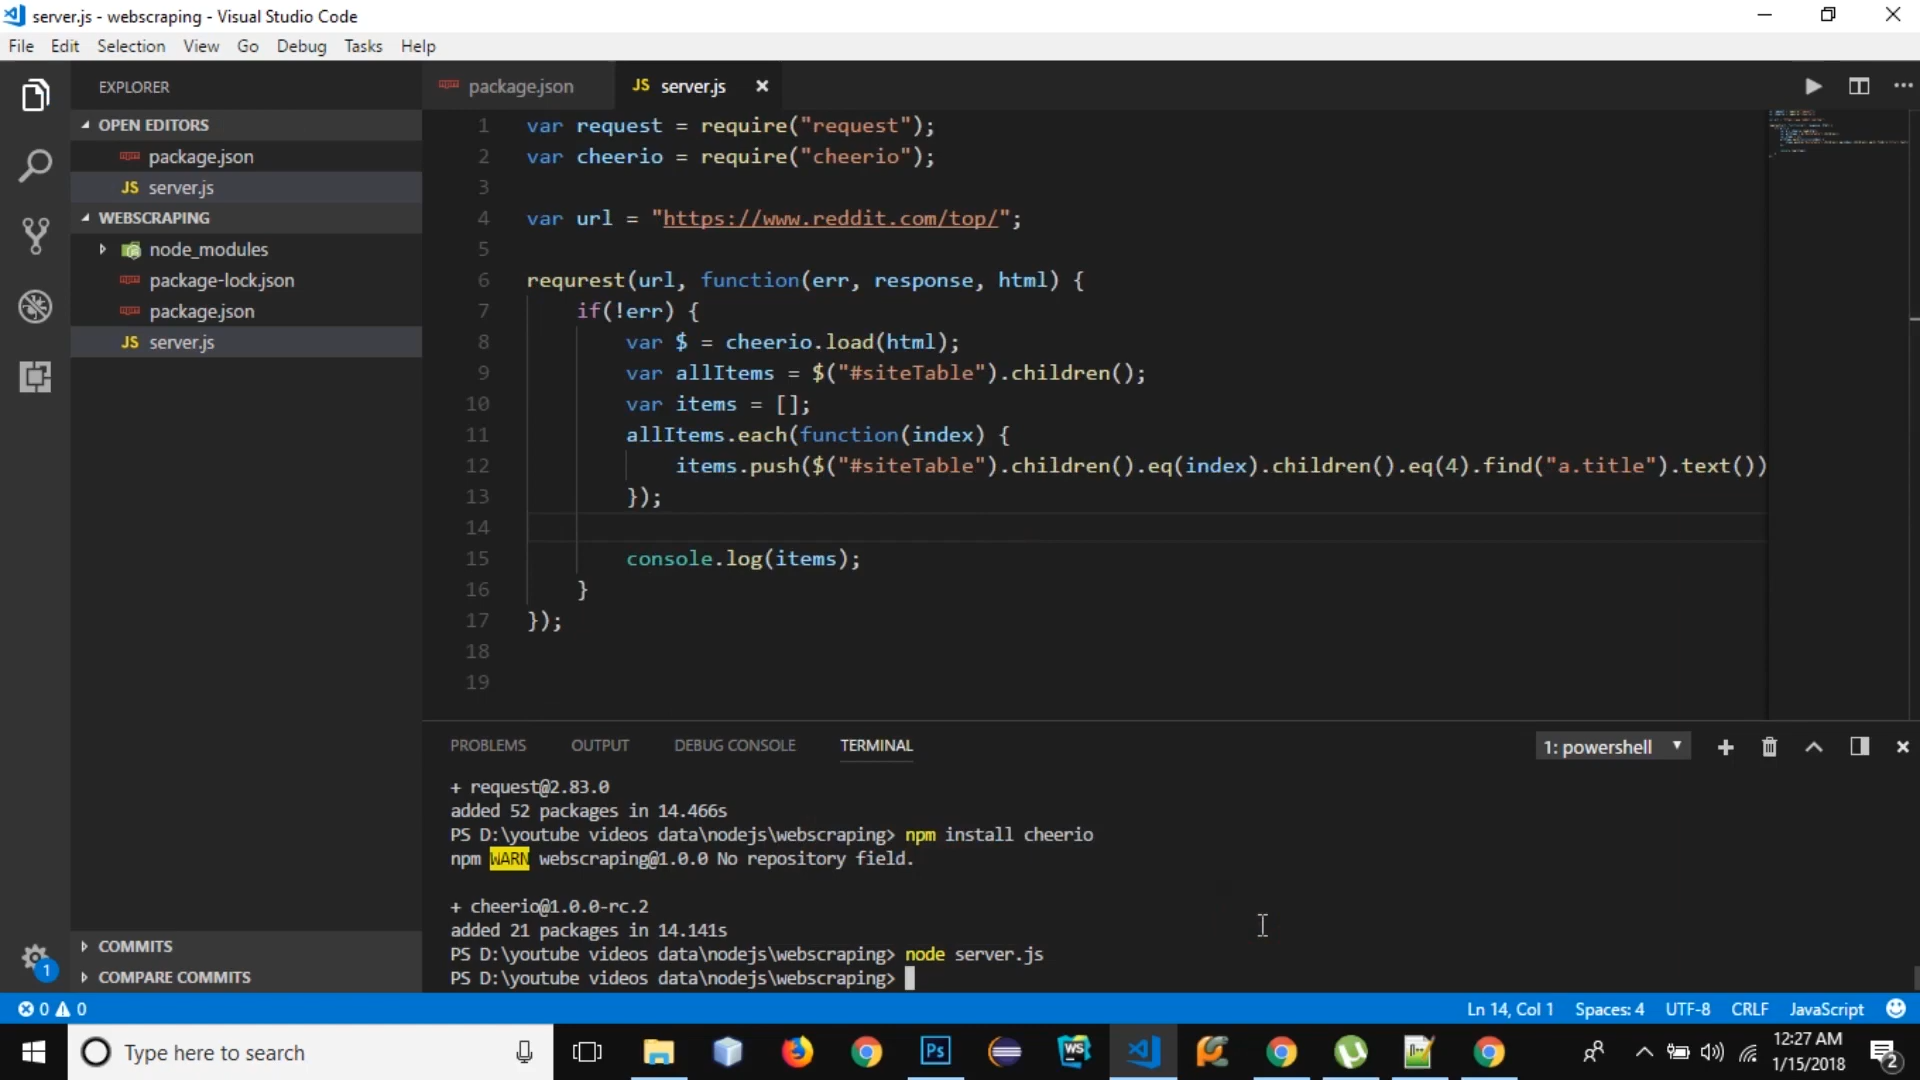 server.js - webscraping - Visual Studio Code
File Edit Selection View Go Debug Tasks Help
EXPLORER
OPEN EDITORS
package.json
JS server.js
WEBSCRAPING
node_modules
package-lock.json
package.json
JS server.js
COMMITS
COMPARE COMMITS
1
package.json JS server.js
1 var request = require("request");
2 var cheerio = require("cheerio");
3
4 var url = "https://www.reddit.com/top/";
5
6 requrest(url, function(err, response, html) {
7 if(!err) {
8 var $ = cheerio.load(html);
9 var allItems = $("#siteTable").children();
10 var items = [];
11 allItems.each(function(index) {
12 items.push($("#siteTable").children().eq(index).children().eq(4).find("a.title").text())
13 });
14
15 console.log(items);
16 }
17 });
18
19
PROBLEMS OUTPUT DEBUG CONSOLE TERMINAL 1: powershell
+ request@2.83.0
added 52 packages in 14.466s
PS D:\youtube videos data\nodejs\webscraping> npm install cheerio
npm WARN webscraping@1.0.0 No repository field.
+ cheerio@1.0.0-rc.2
added 21 packages in 14.141s
PS D:\youtube videos data\nodejs\webscraping> node server.js
PS D:\youtube videos data\nodejs\webscraping>
0 0 Ln 14, Col 1 Spaces: 4 UTF-8 CRLF JavaScript
Type here to search
Ps
WS
12:27 AM
1/15/2018
2